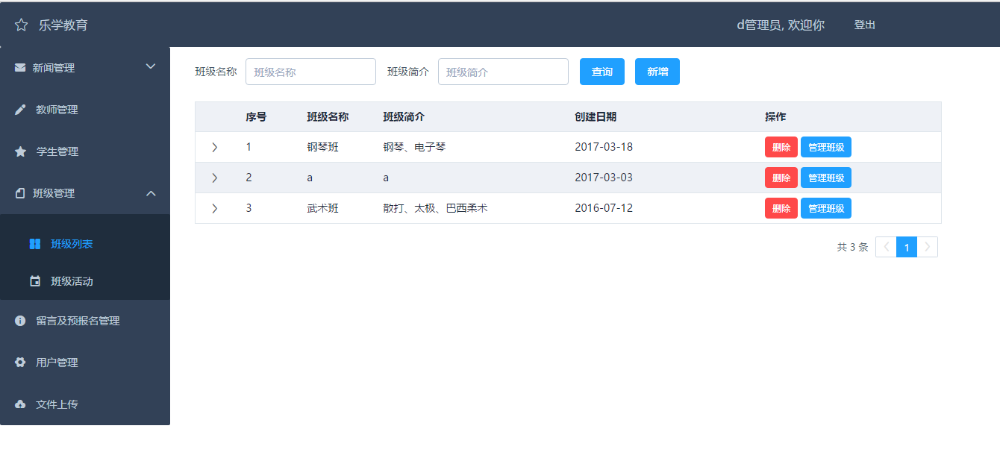 乐学教育 d管理员, 欢迎你 登出
新闻管理
教师管理
学生管理
班级管理
班级列表
班级活动
留言及预报名管理
用户管理
文件上传
班级名称 班级名称 班级简介 班级简介 查询 新增
序号 班级名称 班级简介 创建日期 操作
1 钢琴班 钢琴、电子琴 2017-03-18 删除 管理班级
2 a a 2017-03-03 删除 管理班级
3 武术班 散打、太极、巴西柔术 2016-07-12 删除 管理班级
共 3 条 1